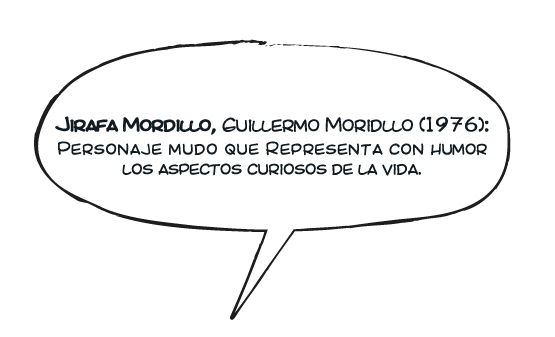 Jirafa Mordillo, Guillermo Moridllo (1976):
Personaje mudo que Representa con humor
los aspectos curiosos de la vida.